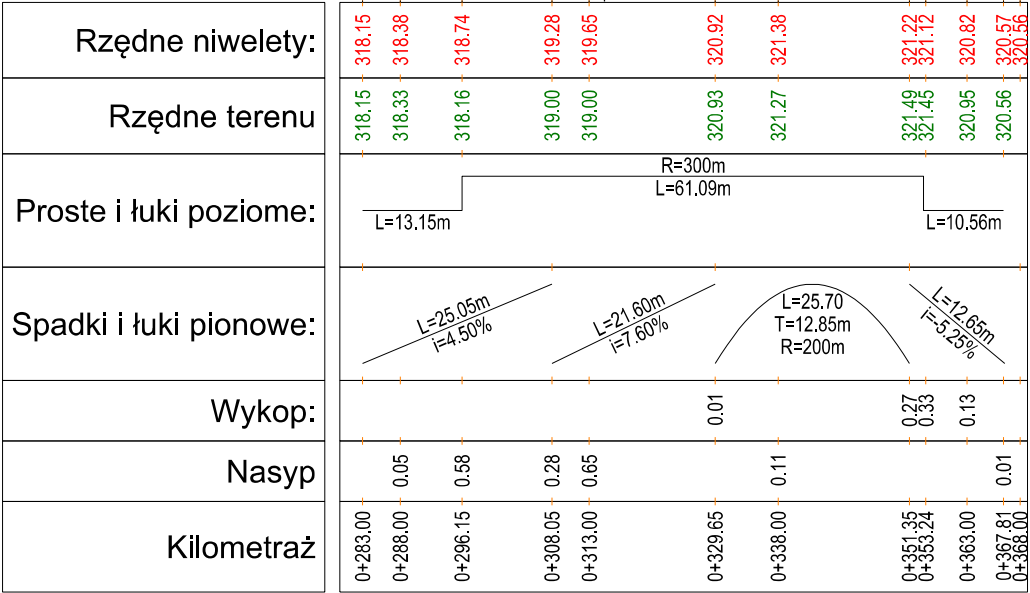 Rzędne niwelety:
318.15 318.38 318.74 319.28 319.65 320.92 321.38 321.22 321.12 320.82 320.57 320.56
Rzędne terenu
318.15 318.33 318.16 319.00 319.00 320.93 321.27 321.49 321.45 320.95 320.56
Proste i łuki poziome:
R=300m
L=61.09m
L=13.15m
L=10.56m
Spadki i łuki pionowe:
L=25.05m
i=4.50%
L=21.60m
i=7.60%
L=25.70
T=12.85m
R=200m
L=12.65m
i=-5.25%
Wykop:
0.01 0.27 0.33 0.13
Nasyp
0.05 0.58 0.28 0.65 0.11 0.01
Kilometraż
0+283.00 0+288.00 0+296.15 0+308.05 0+313.00 0+329.65 0+338.00 0+351.35 0+353.24 0+363.00 0+367.81 0+368.00